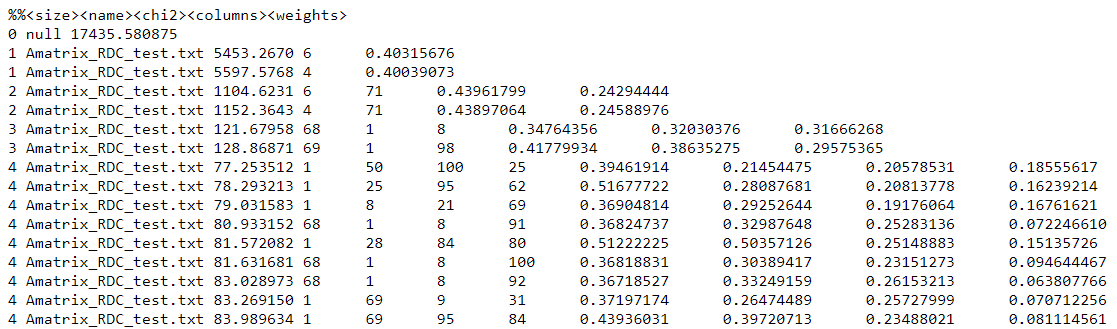 %%<size><name><chi2><columns><weights>
0 null 17435.580875
1 Amatrix_RDC_test.txt 5453.2670 6 0.40315676
1 Amatrix_RDC_test.txt 5597.5768 4 0.40039073
2 Amatrix_RDC_test.txt 1104.6231 6 71 0.43961799 0.24294444
2 Amatrix_RDC_test.txt 1152.3643 4 71 0.43897064 0.24588976
3 Amatrix_RDC_test.txt 121.67958 68 1 8 0.34764356 0.32030376 0.31666268
3 Amatrix_RDC_test.txt 128.86871 69 1 98 0.41779934 0.38635275 0.29575365
4 Amatrix_RDC_test.txt 77.253512 1 50 100 25 0.39461914 0.21454475 0.20578531 0.18555617
4 Amatrix_RDC_test.txt 78.293213 1 25 95 62 0.51677722 0.28087681 0.20813778 0.16239214
4 Amatrix_RDC_test.txt 79.031583 1 8 21 69 0.36904814 0.29252644 0.19176064 0.16761621
4 Amatrix_RDC_test.txt 80.933152 68 1 8 91 0.36824737 0.32987648 0.25283136 0.072246610
4 Amatrix_RDC_test.txt 81.572082 1 28 84 80 0.51222225 0.50357126 0.25148883 0.15135726
4 Amatrix_RDC_test.txt 81.631681 68 1 8 100 0.36818831 0.30389417 0.23151273 0.094644467
4 Amatrix_RDC_test.txt 83.028973 68 1 8 92 0.36718527 0.33249159 0.26153213 0.063807766
4 Amatrix_RDC_test.txt 83.269150 1 69 9 31 0.37197174 0.26474489 0.25727999 0.070712256
4 Amatrix_RDC_test.txt 83.989634 1 69 95 84 0.43936031 0.39720713 0.23488021 0.081114561